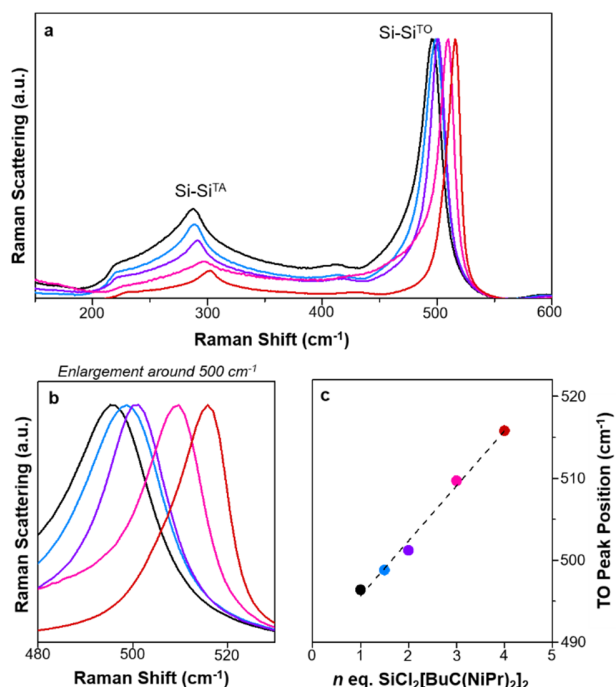 a
Si-Si^TO
Si-Si^TA
Raman Scattering (a.u.)
200 300 400 500 600
Raman Shift (cm⁻¹)
Enlargement around 500 cm⁻¹
b
Raman Scattering (a.u.)
480 500 520
Raman Shift (cm⁻¹)
c
520
510
500
490
TO Peak Position (cm⁻¹)
0 1 2 3 4 5
n eq. SiCl₂[BuC(NiPr)₂]₂